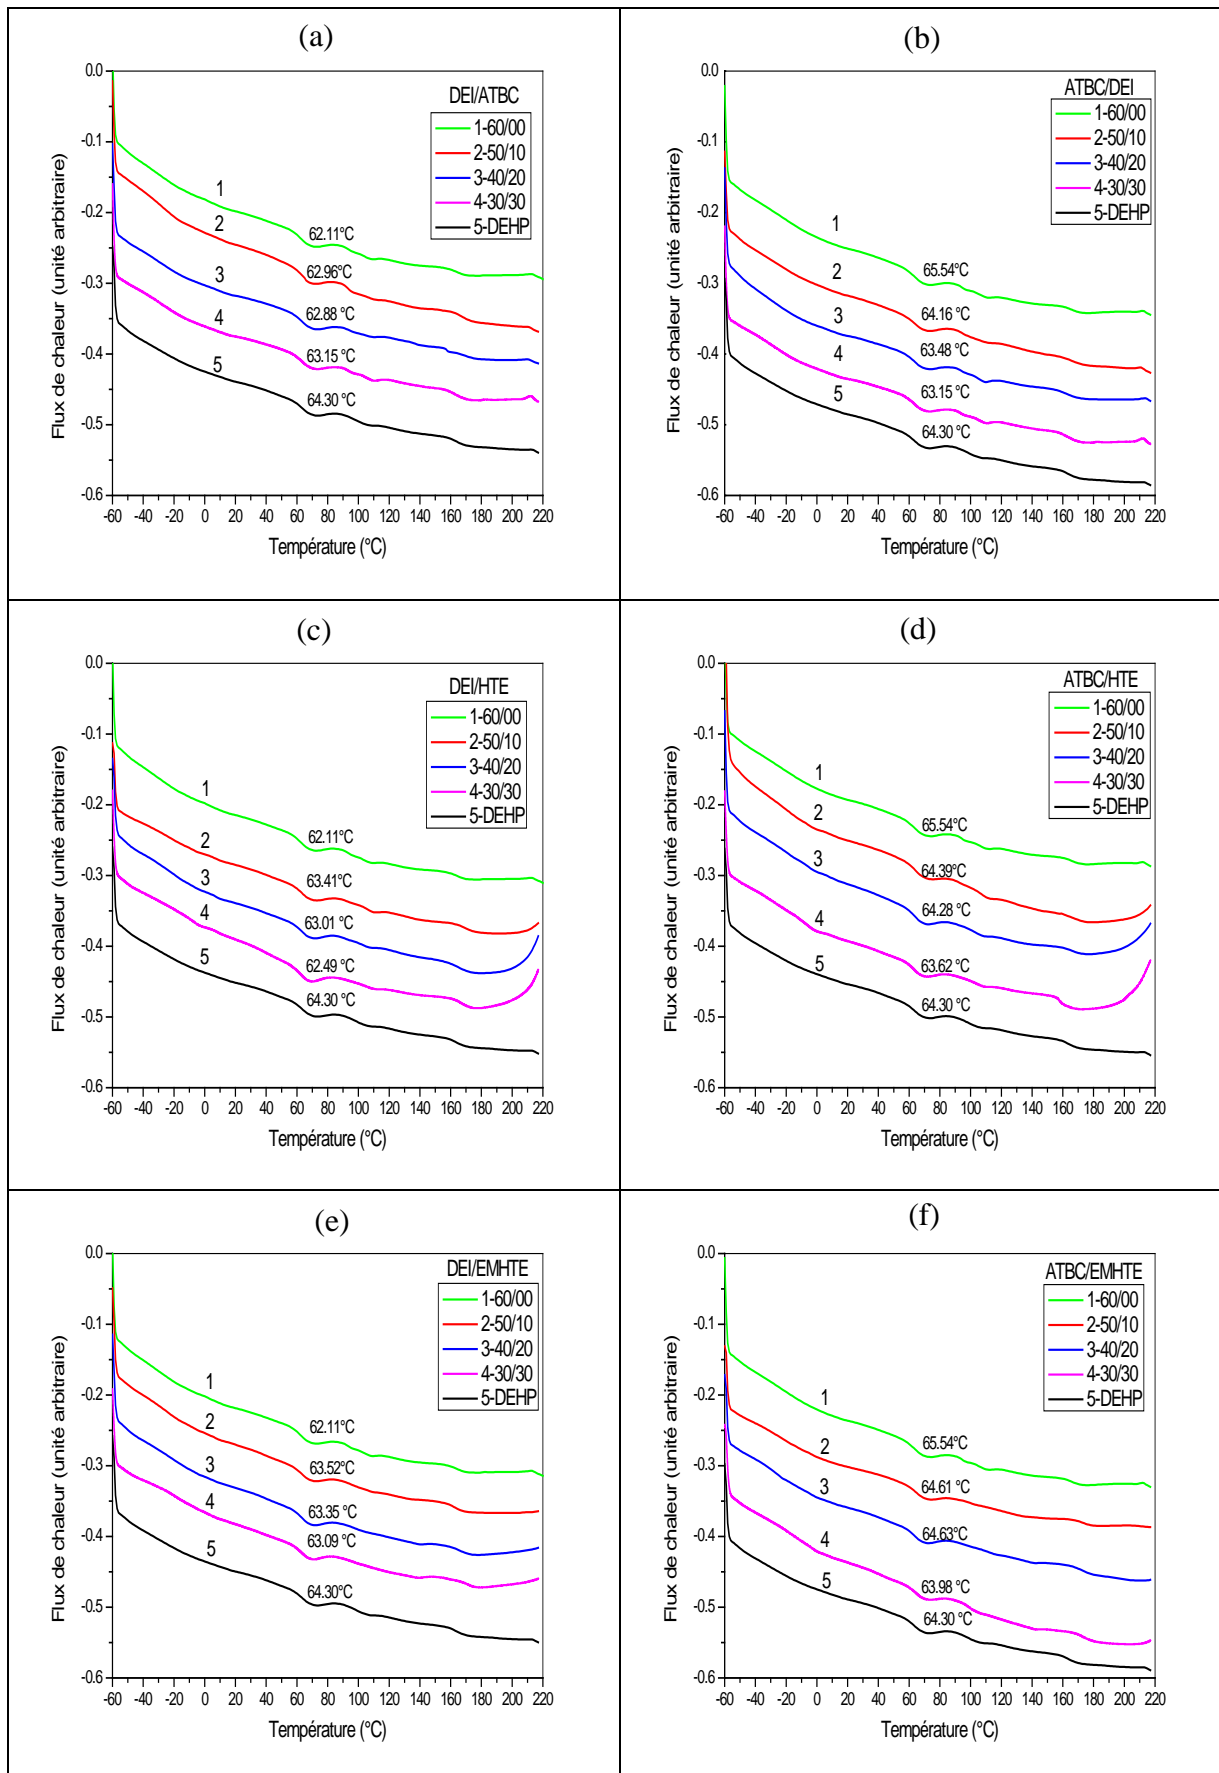 (a)
DEI/ATBC
1-60/00
2-50/10
3-40/20
4-30/30
5-DEHP
0.0
-0.1
-0.2
-0.3
-0.4
-0.5
-0.6
1
2
3
4
5
62.11°C
62.96°C
62.88 °C
63.15 °C
64.30 °C
-60 -40 -20 0 20 40 60 80 100 120 140 160 180 200 220
Température (°C)
Flux de chaleur (unité arbitraire)
(b)
ATBC/DEI
1-60/00
2-50/10
3-40/20
4-30/30
5-DEHP
0.0
-0.1
-0.2
-0.3
-0.4
-0.5
-0.6
1
2
3
4
5
65.54°C
64.16 °C
63.48 °C
63.15 °C
64.30 °C
-60 -40 -20 0 20 40 60 80 100 120 140 160 180 200 220
Température (°C)
Flux de chaleur (unité arbitraire)
(c)
DEI/HTE
1-60/00
2-50/10
3-40/20
4-30/30
5-DEHP
0.0
-0.1
-0.2
-0.3
-0.4
-0.5
-0.6
1
2
3
4
5
62.11°C
63.41°C
63.01 °C
62.49 °C
64.30 °C
-60 -40 -20 0 20 40 60 80 100 120 140 160 180 200 220
Température (°C)
Flux de chaleur (unité arbitraire)
(d)
ATBC/HTE
1-60/00
2-50/10
3-40/20
4-30/30
5-DEHP
0.0
-0.1
-0.2
-0.3
-0.4
-0.5
-0.6
1
2
3
4
5
65.54°C
64.39°C
64.28 °C
63.62 °C
64.30 °C
-60 -40 -20 0 20 40 60 80 100 120 140 160 180 200 220
Température (°C)
Flux de chaleur (unité arbitraire)
(e)
DEI/EMHTE
1-60/00
2-50/10
3-40/20
4-30/30
5-DEHP
0.0
-0.1
-0.2
-0.3
-0.4
-0.5
-0.6
1
2
3
4
5
62.11°C
63.52°C
63.35 °C
63.09 °C
64.30°C
-60 -40 -20 0 20 40 60 80 100 120 140 160 180 200 220
Température (°C)
Flux de chaleur (unité arbitraire)
(f)
ATBC/EMHTE
1-60/00
2-50/10
3-40/20
4-30/30
5-DEHP
0.0
-0.1
-0.2
-0.3
-0.4
-0.5
-0.6
1
2
3
4
5
65.54°C
64.61 °C
64.63°C
63.98 °C
64.30 °C
-60 -40 -20 0 20 40 60 80 100 120 140 160 180 200 220
Température (°C)
Flux de chaleur (unité arbitraire)